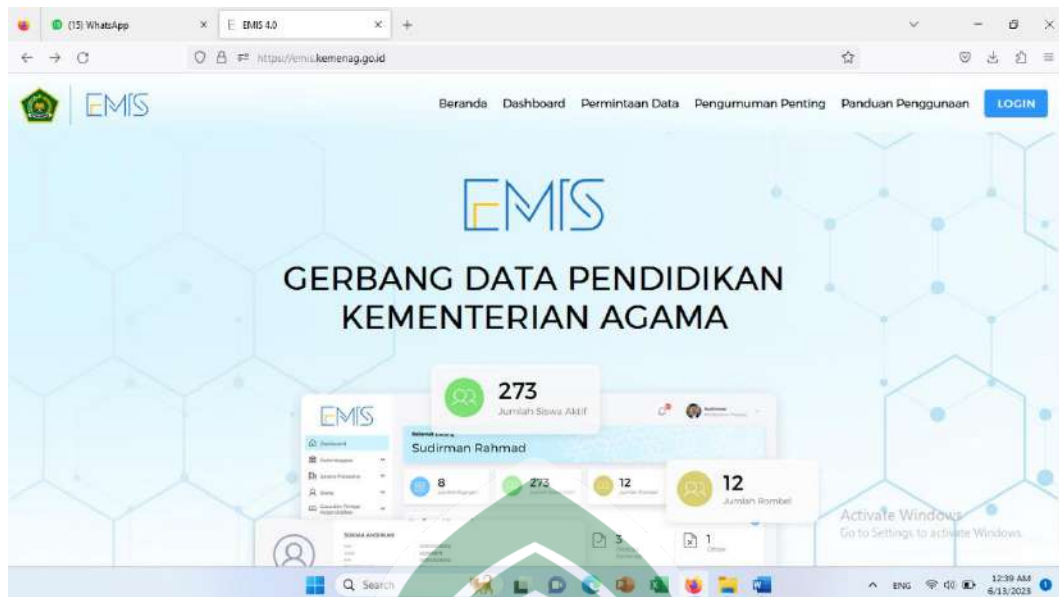 (15) WhatsApp
EMIS 4.0
https://emis.kemenag.go.id
EMIS
Beranda Dashboard Permintaan Data Pengumuman Penting Panduan Penggunaan LOGIN
EMIS
GERBANG DATA PENDIDIKAN
KEMENTERIAN AGAMA
273
Jumlah Siswa Aktif
EMIS
Dashboard
Sudirman Rahmad
8
273
12
12
Jumlah Rombel
3
1
Activate Windows
Go to Settings to activate Windows.
Search
ENG
12:39 AM
6/13/2023